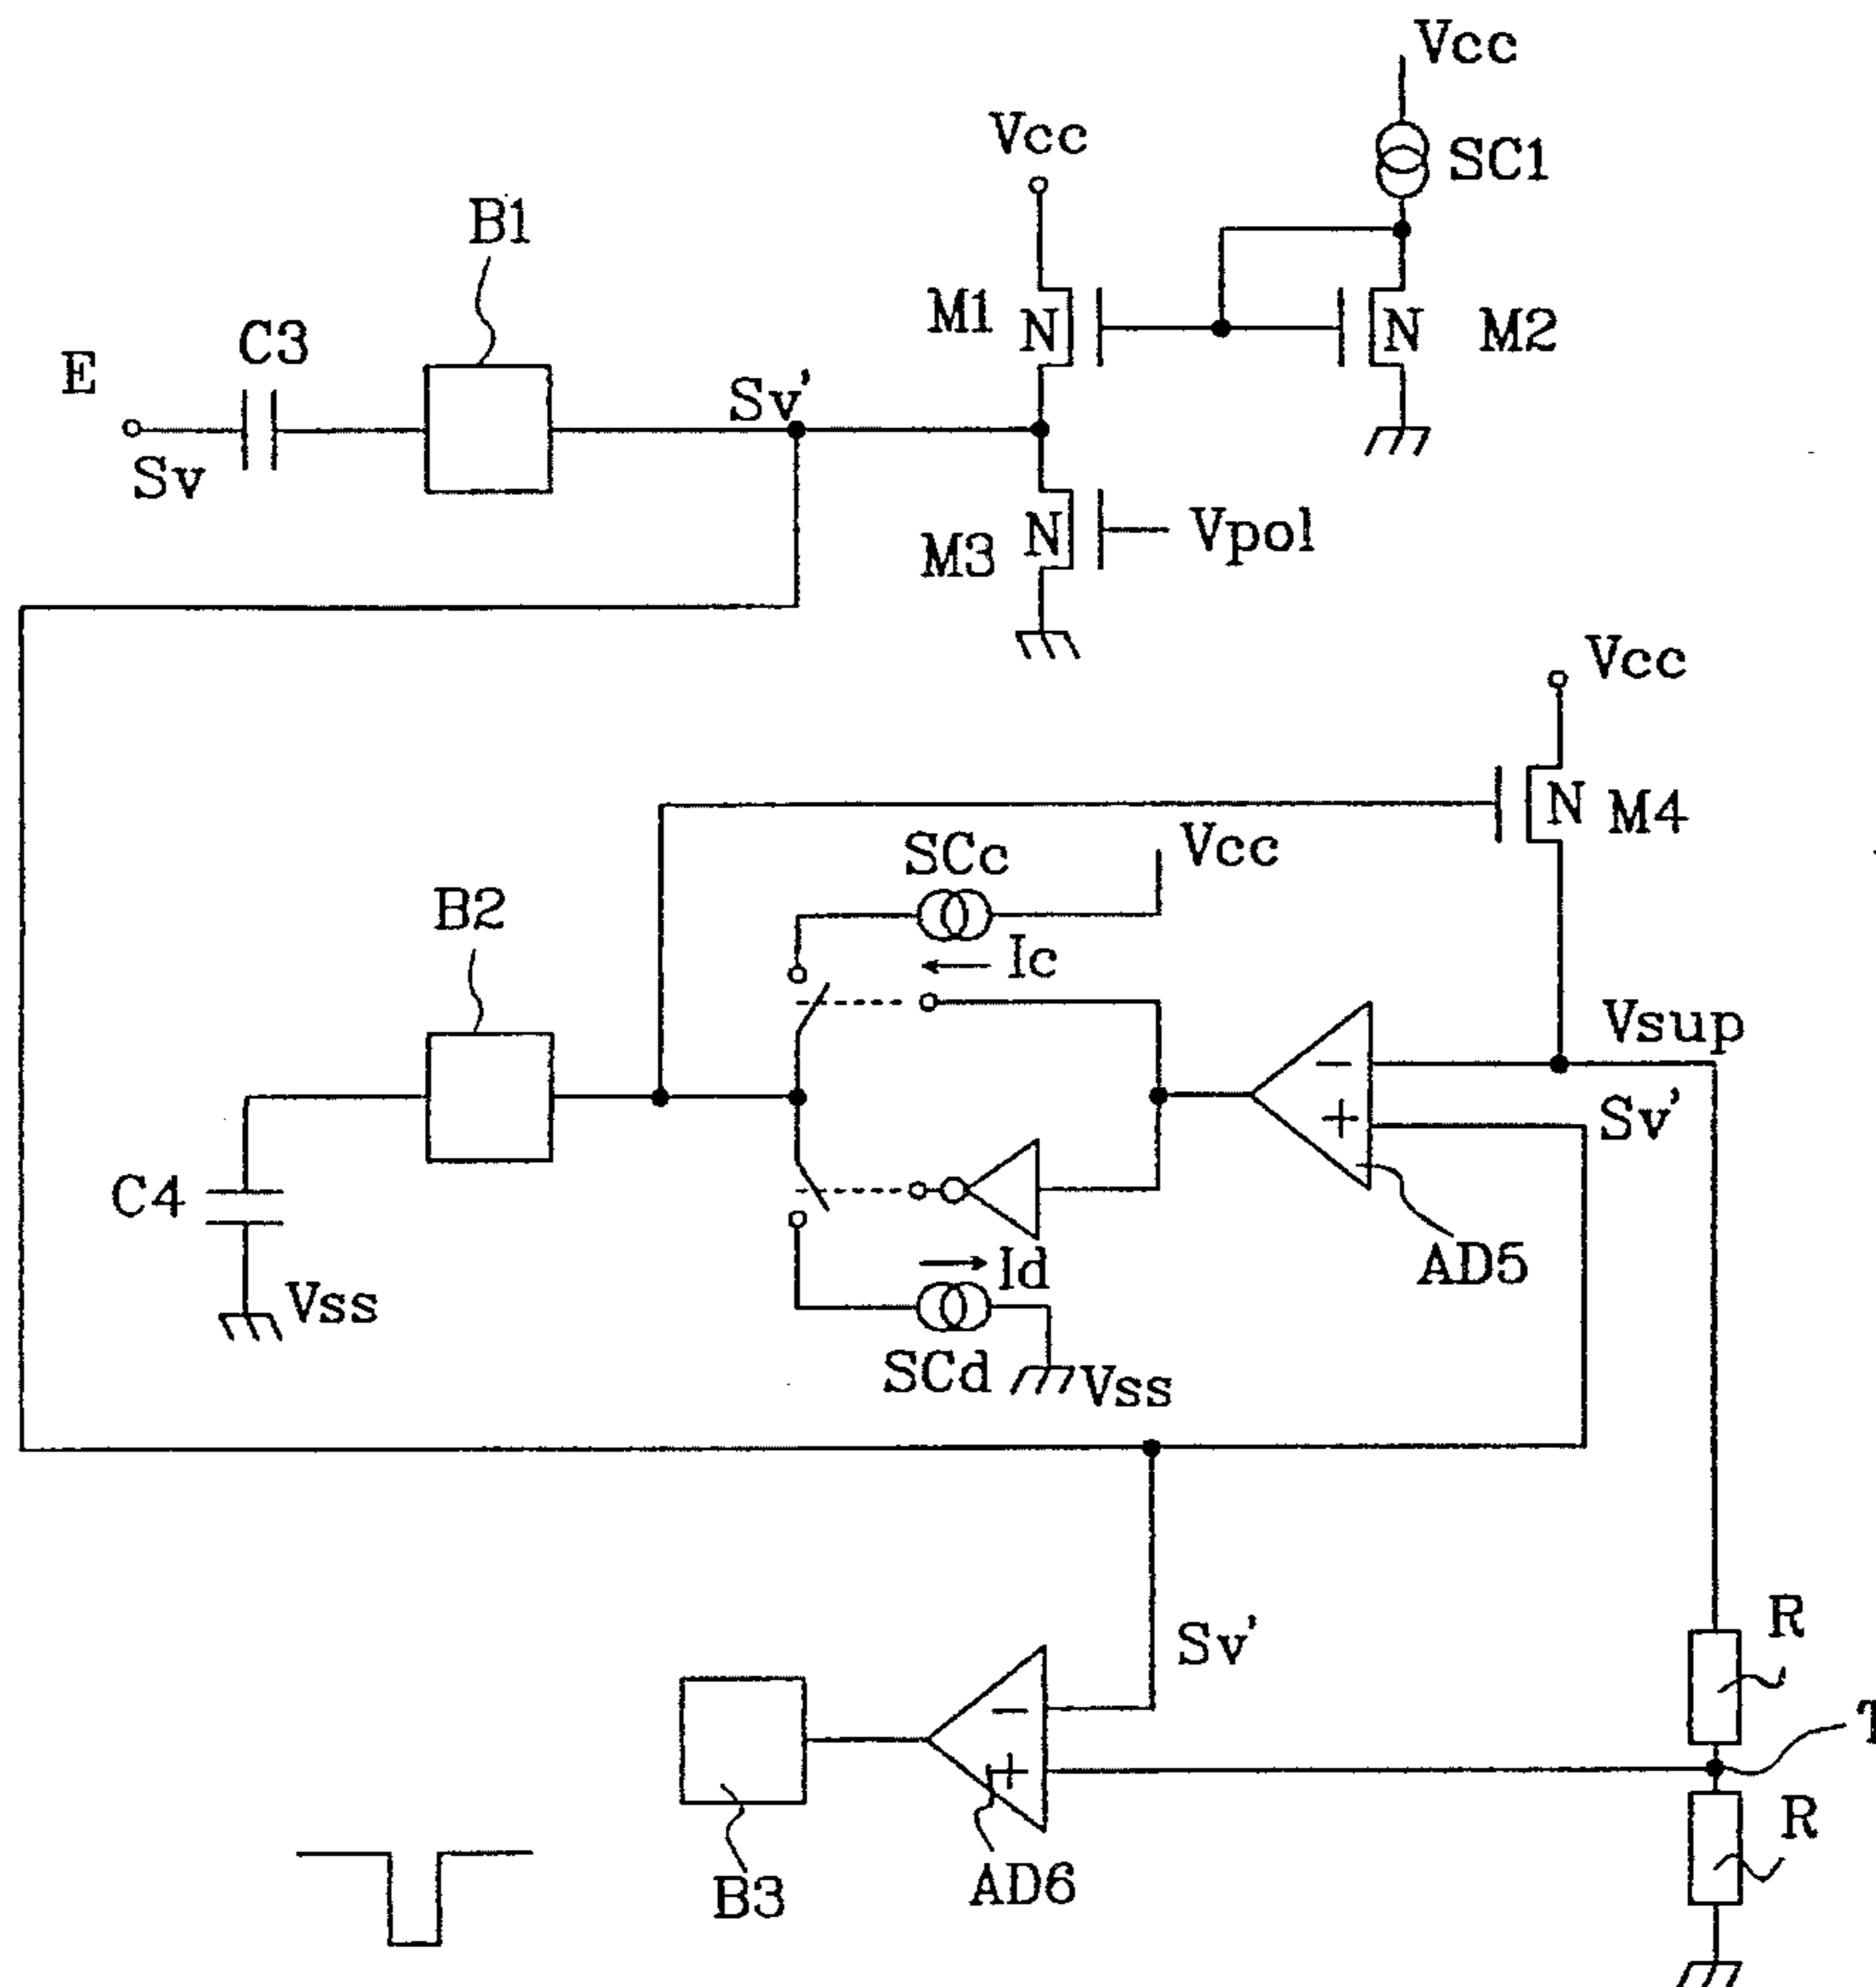 Vcc
Vcc
SC1
B1
M1
N
N
M2
E
C3
Sv'
Sv
M3
N
Vpol
Vcc
N
M4
SCc
Vcc
B2
Ic
Vsup
−
Sv'
+
C4
AD5
Id
Vss
SCd
Vss
R
Sv'
−
T
+
R
AD6
B3